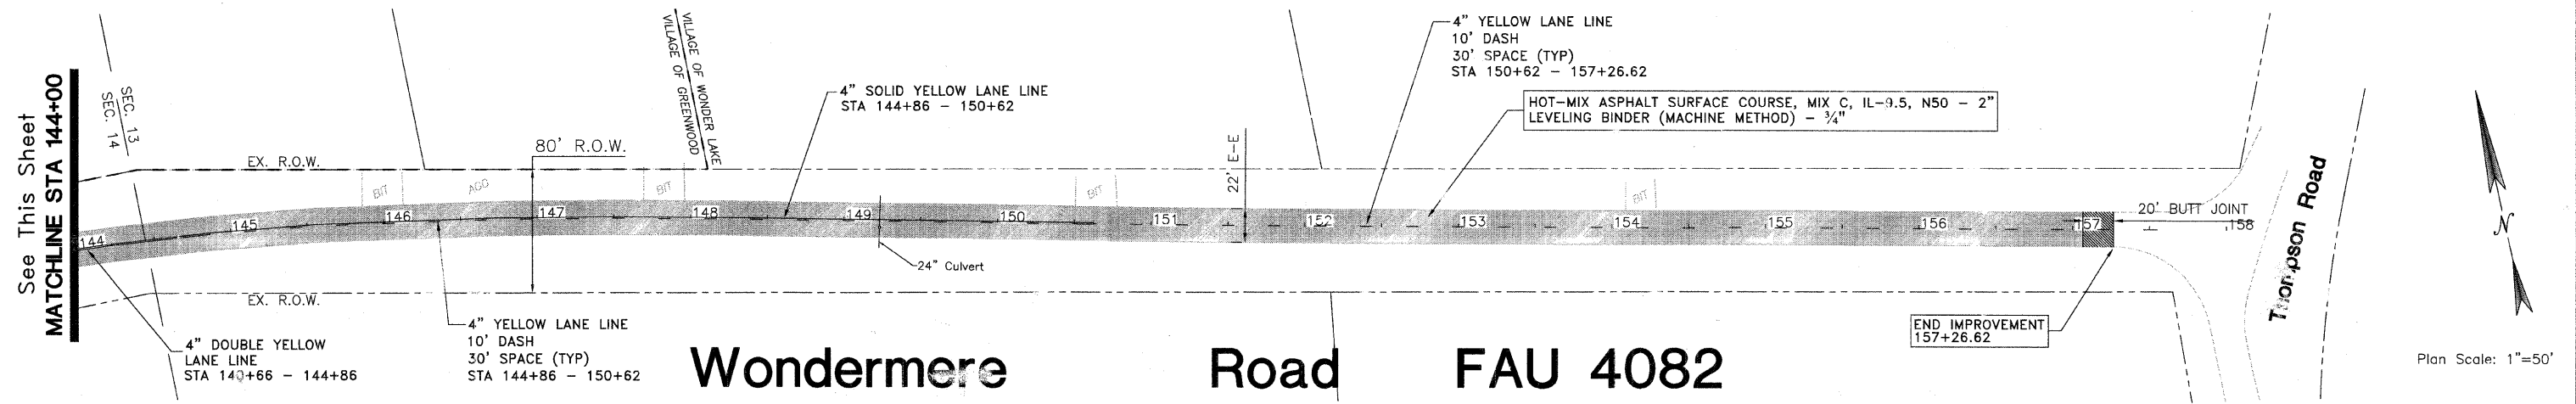 See This Sheet
MATCHLINE STA 144+00
SEC. 13
SEC. 14
EX. R.O.W.
80' R.O.W.
VILLAGE OF WONDER LAKE
VILLAGE OF GREENWOOD
4" SOLID YELLOW LANE LINE
STA 144+86 - 150+62
22' E-E
4" YELLOW LANE LINE
10' DASH
30' SPACE (TYP)
STA 150+62 - 157+26.62
HOT-MIX ASPHALT SURFACE COURSE, MIX C, IL-9.5, N50 - 2"
LEVELING BINDER (MACHINE METHOD) - ¾"
BIT
AGG
BIT
BIT
BIT
144
145
146
147
148
149
150
151
152
153
154
155
156
157
20' BUTT JOINT
158
24" Culvert
EX. R.O.W.
4" DOUBLE YELLOW
LANE LINE
STA 140+66 - 144+86
4" YELLOW LANE LINE
10' DASH
30' SPACE (TYP)
STA 144+86 - 150+62
END IMPROVEMENT
157+26.62
Wondermere Road FAU 4082
Thompson Road
N
Plan Scale: 1"=50'